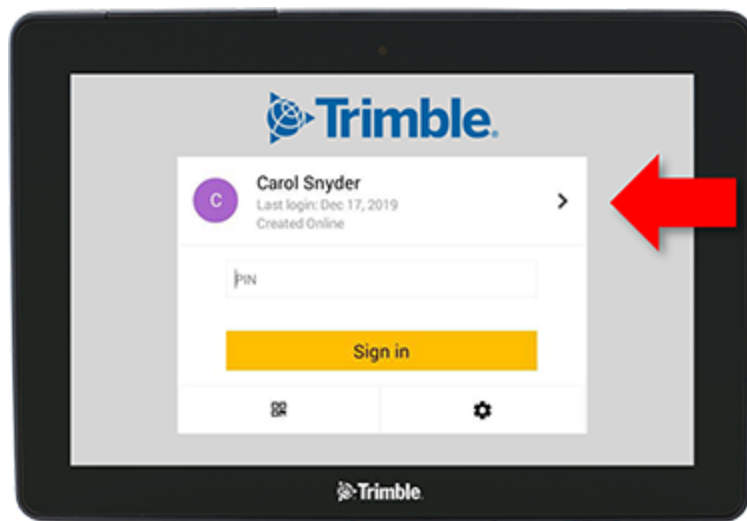 Trimble.
C
Carol Snyder
Last login: Dec 17, 2019
Created Online
PIN
Sign in
Trimble.